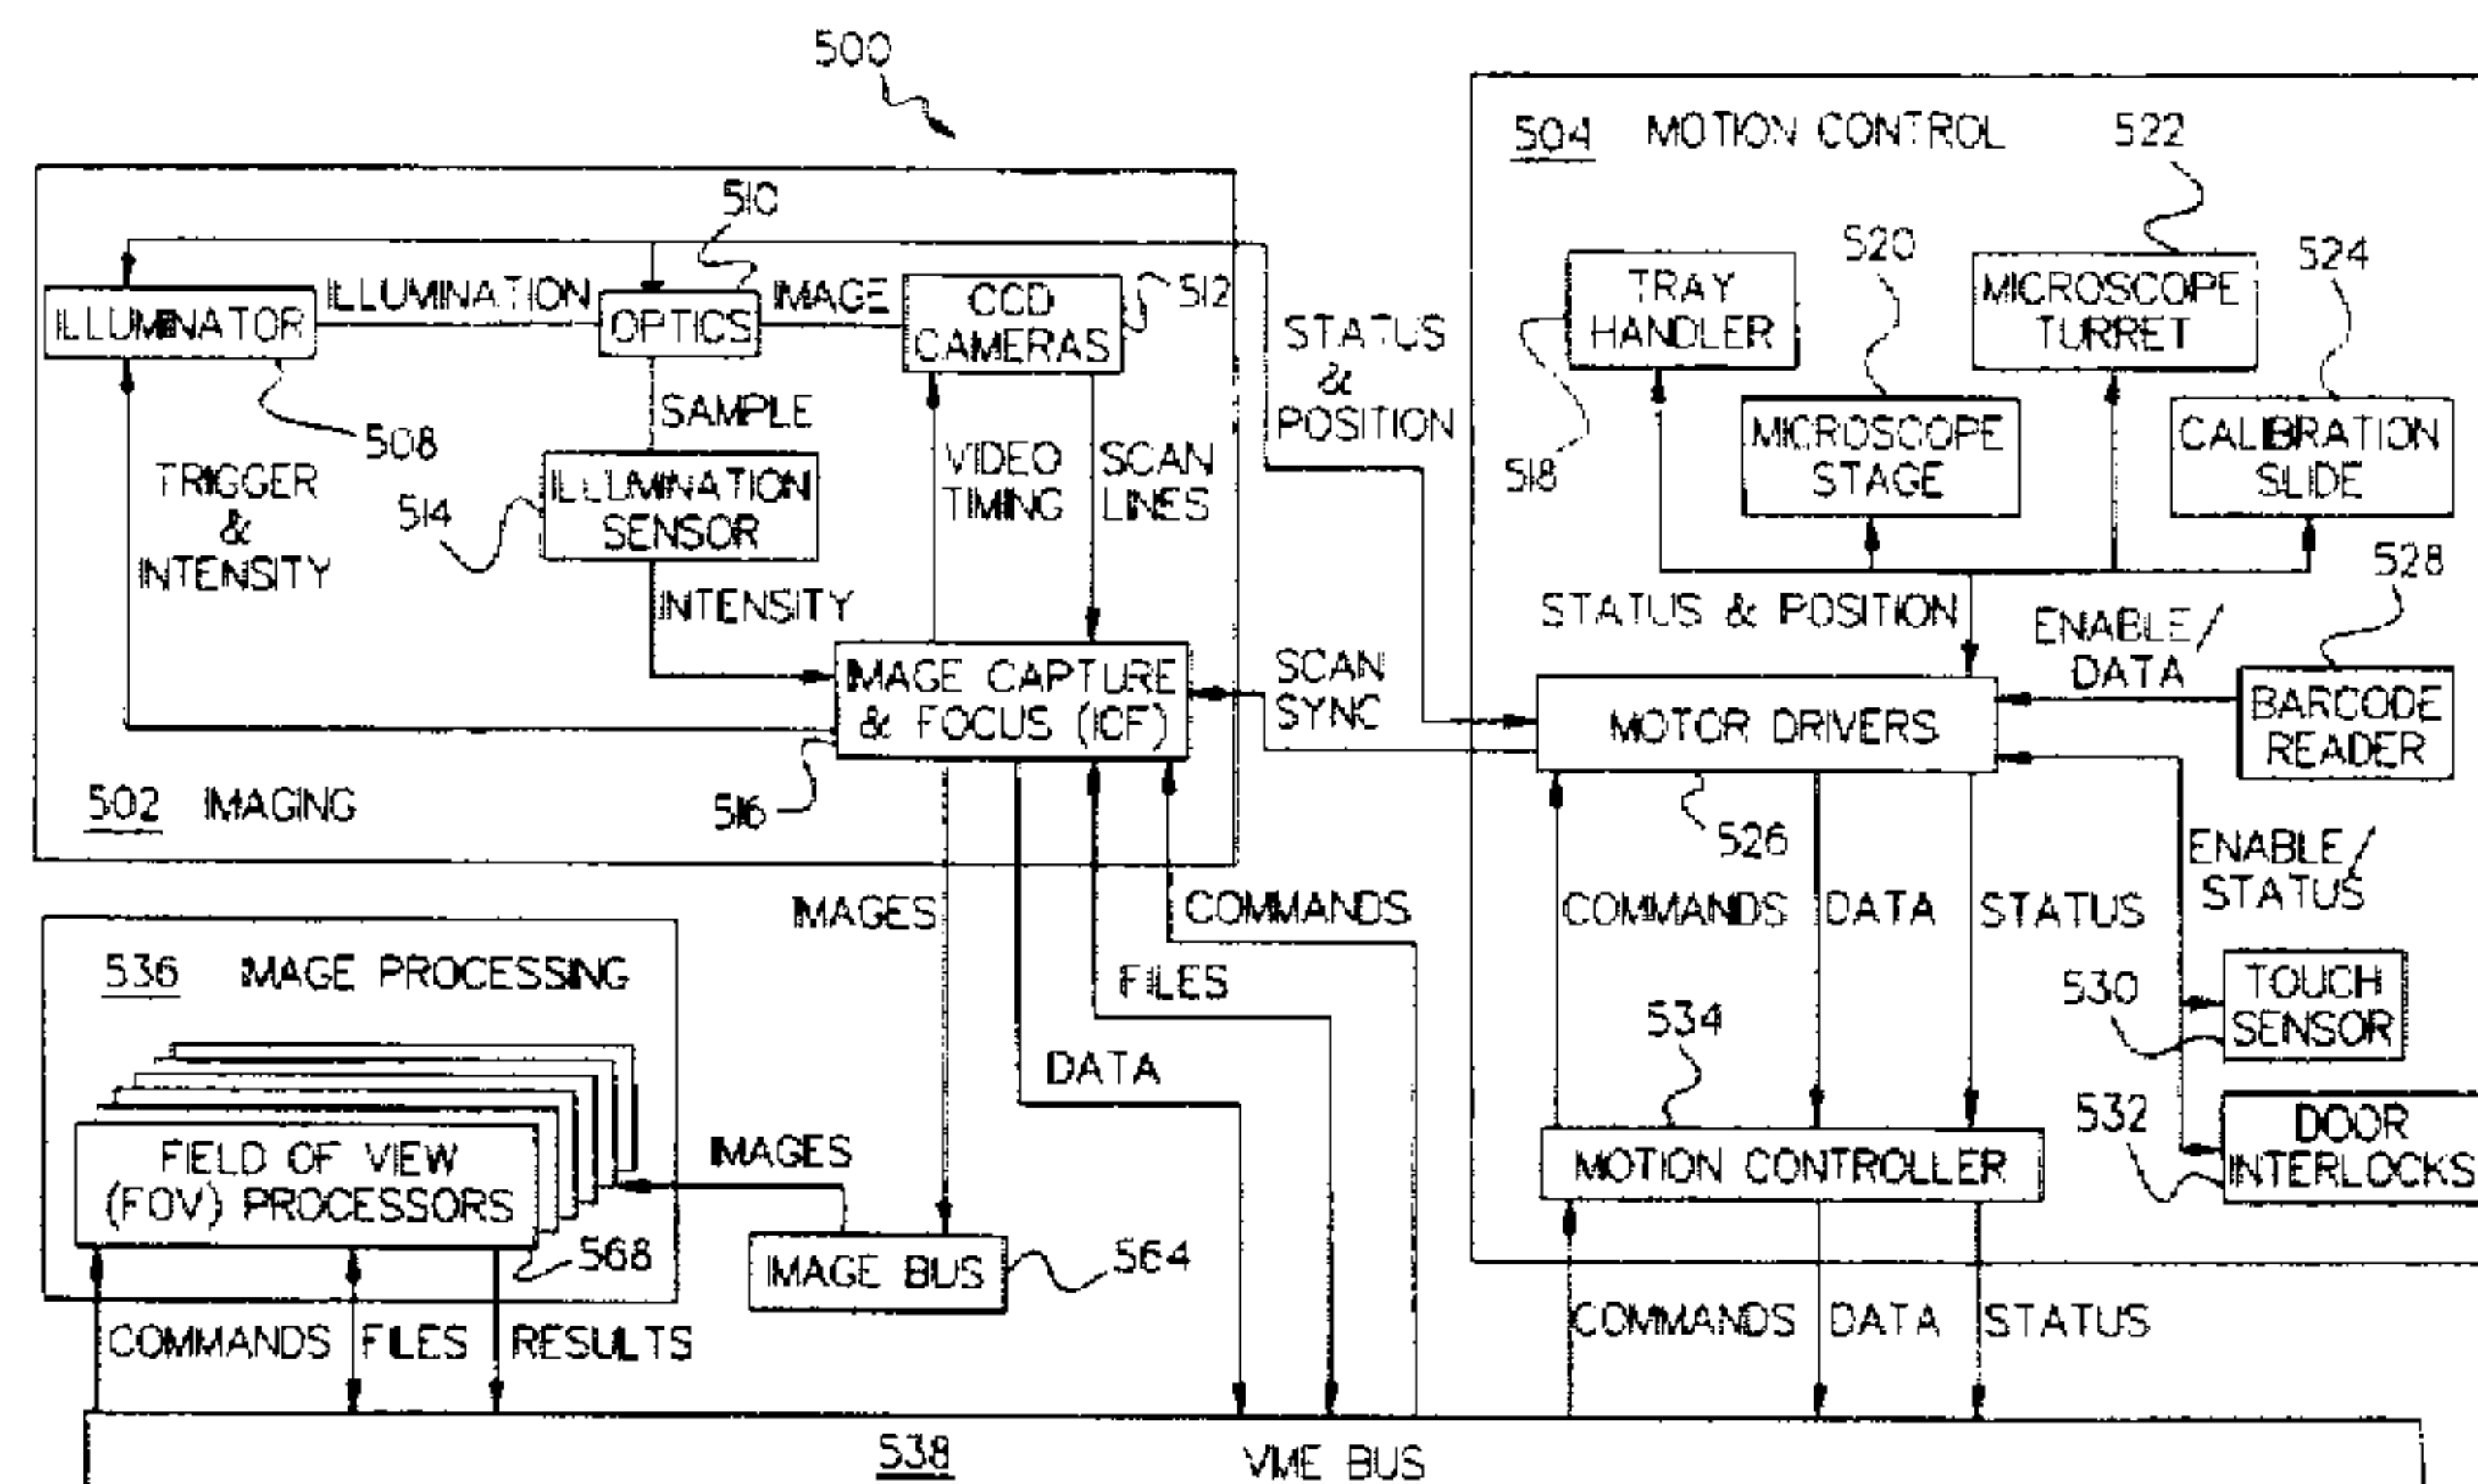 500
504 MOTION CONTROL
522
510
520
524
ILLUMINATOR
ILLUMINATION
OPTICS
IMAGE
CCD
CAMERAS
512
STATUS
&
POSITION
TRAY
HANDLER
MICROSCOPE
TURRET
508
SAMPLE
TRIGGER
&
INTENSITY
514
ILLUMINATION
SENSOR
VIDEO
TIMING
SCAN
LINES
518
MICROSCOPE
STAGE
CALIBRATION
SLIDE
528
INTENSITY
STATUS & POSITION
ENABLE/
DATA
IMAGE CAPTURE
& FOCUS (ICF)
SCAN
SYNC
MOTOR DRIVERS
BARCODE
READER
502 IMAGING
516
526
ENABLE/
STATUS
IMAGES
COMMANDS
COMMANDS
DATA
STATUS
536 IMAGE PROCESSING
FILES
530
TOUCH
SENSOR
534
DATA
532
DOOR
INTERLOCKS
FIELD OF VIEW
(FOV) PROCESSORS
IMAGES
MOTION CONTROLLER
568
IMAGE BUS
564
COMMANDS
FILES
RESULTS
COMMANDS
DATA
STATUS
538 VME BUS